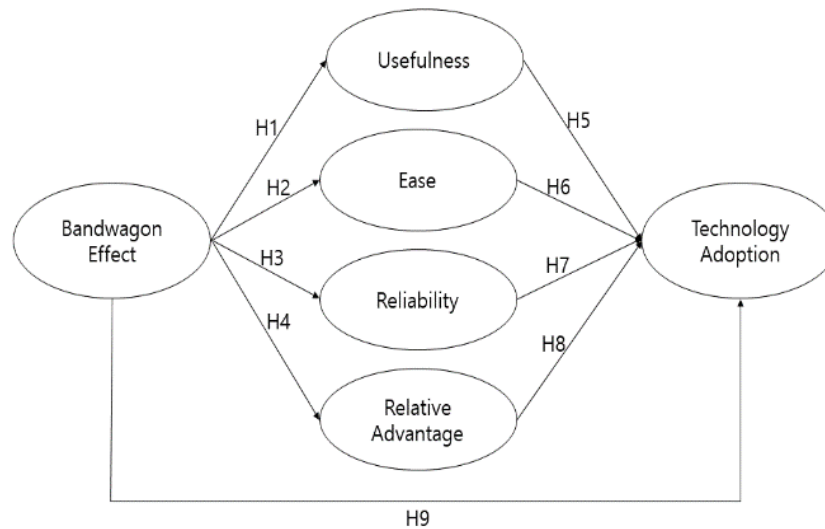 Usefulness
H1
H5
H2
Ease
H6
Bandwagon
Effect
Technology
Adoption
H3
H7
Reliability
H4
H8
Relative
Advantage
H9